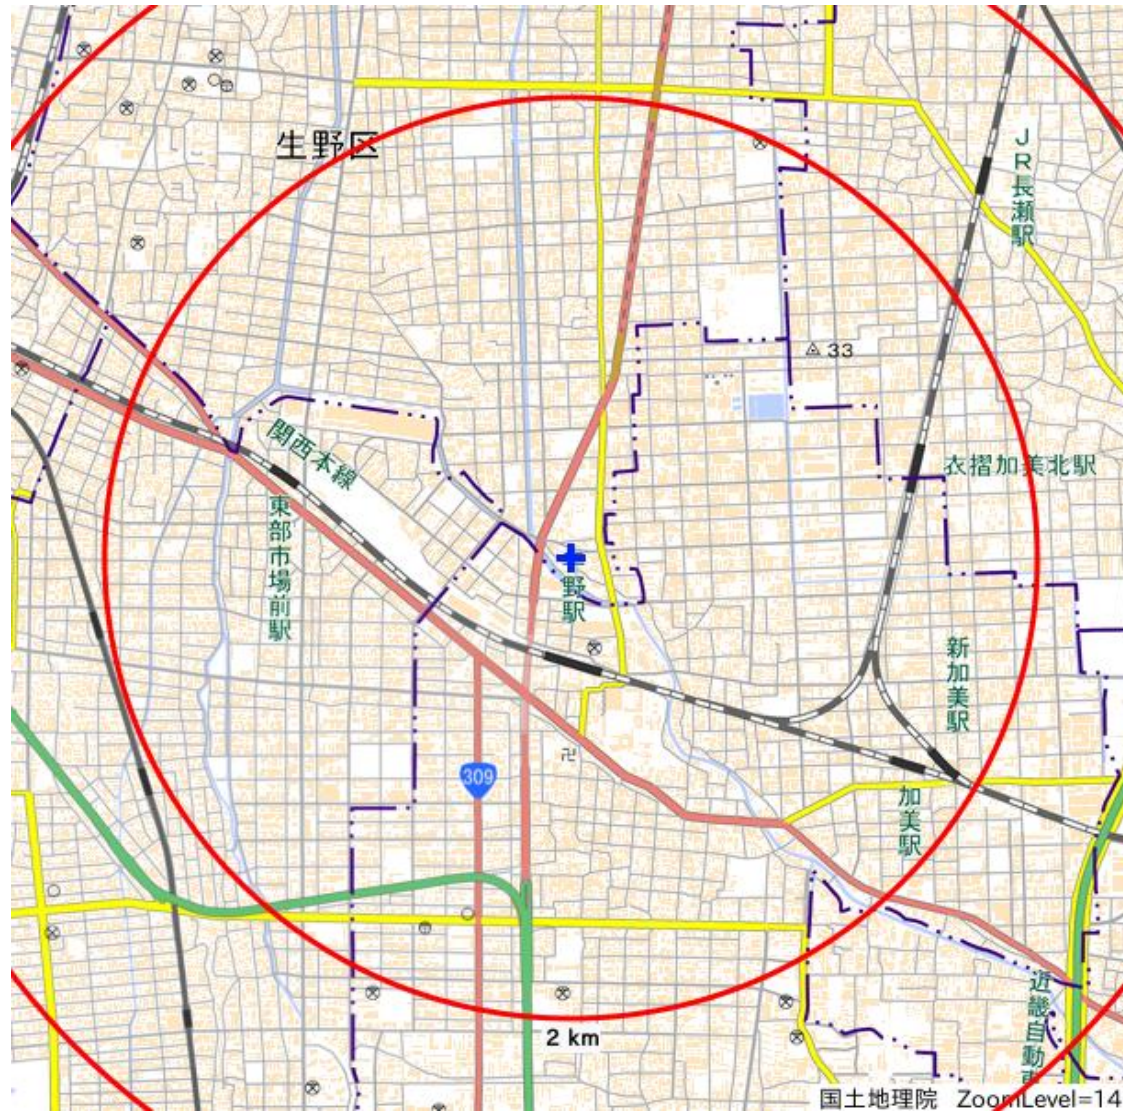 生野区
JR長瀬駅
33
関西本線
衣摺加美北駅
東部市場前駅
野駅
新加美駅
309
加美駅
近畿自動
2 km
国土地理院 ZoomLevel=14